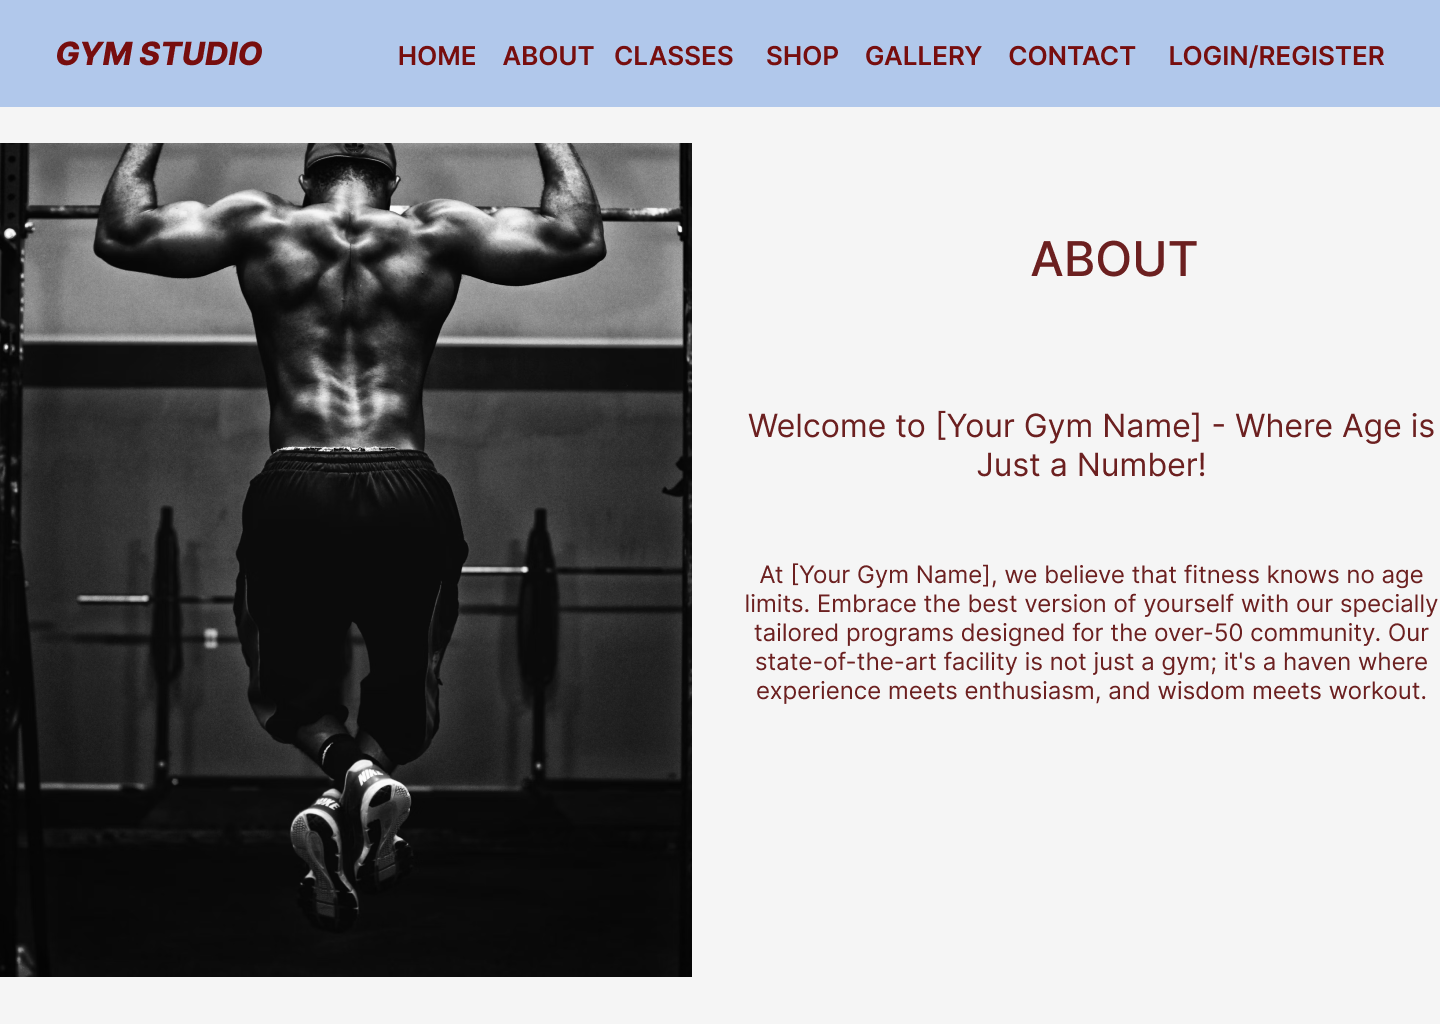 GYM STUDIO
HOME ABOUT CLASSES SHOP GALLERY CONTACT LOGIN/REGISTER
ABOUT
Welcome to [Your Gym Name] - Where Age is
Just a Number!
At [Your Gym Name], we believe that fitness knows no age
limits. Embrace the best version of yourself with our specially
tailored programs designed for the over-50 community. Our
state-of-the-art facility is not just a gym; it's a haven where
experience meets enthusiasm, and wisdom meets workout.
NIKE
NIKE